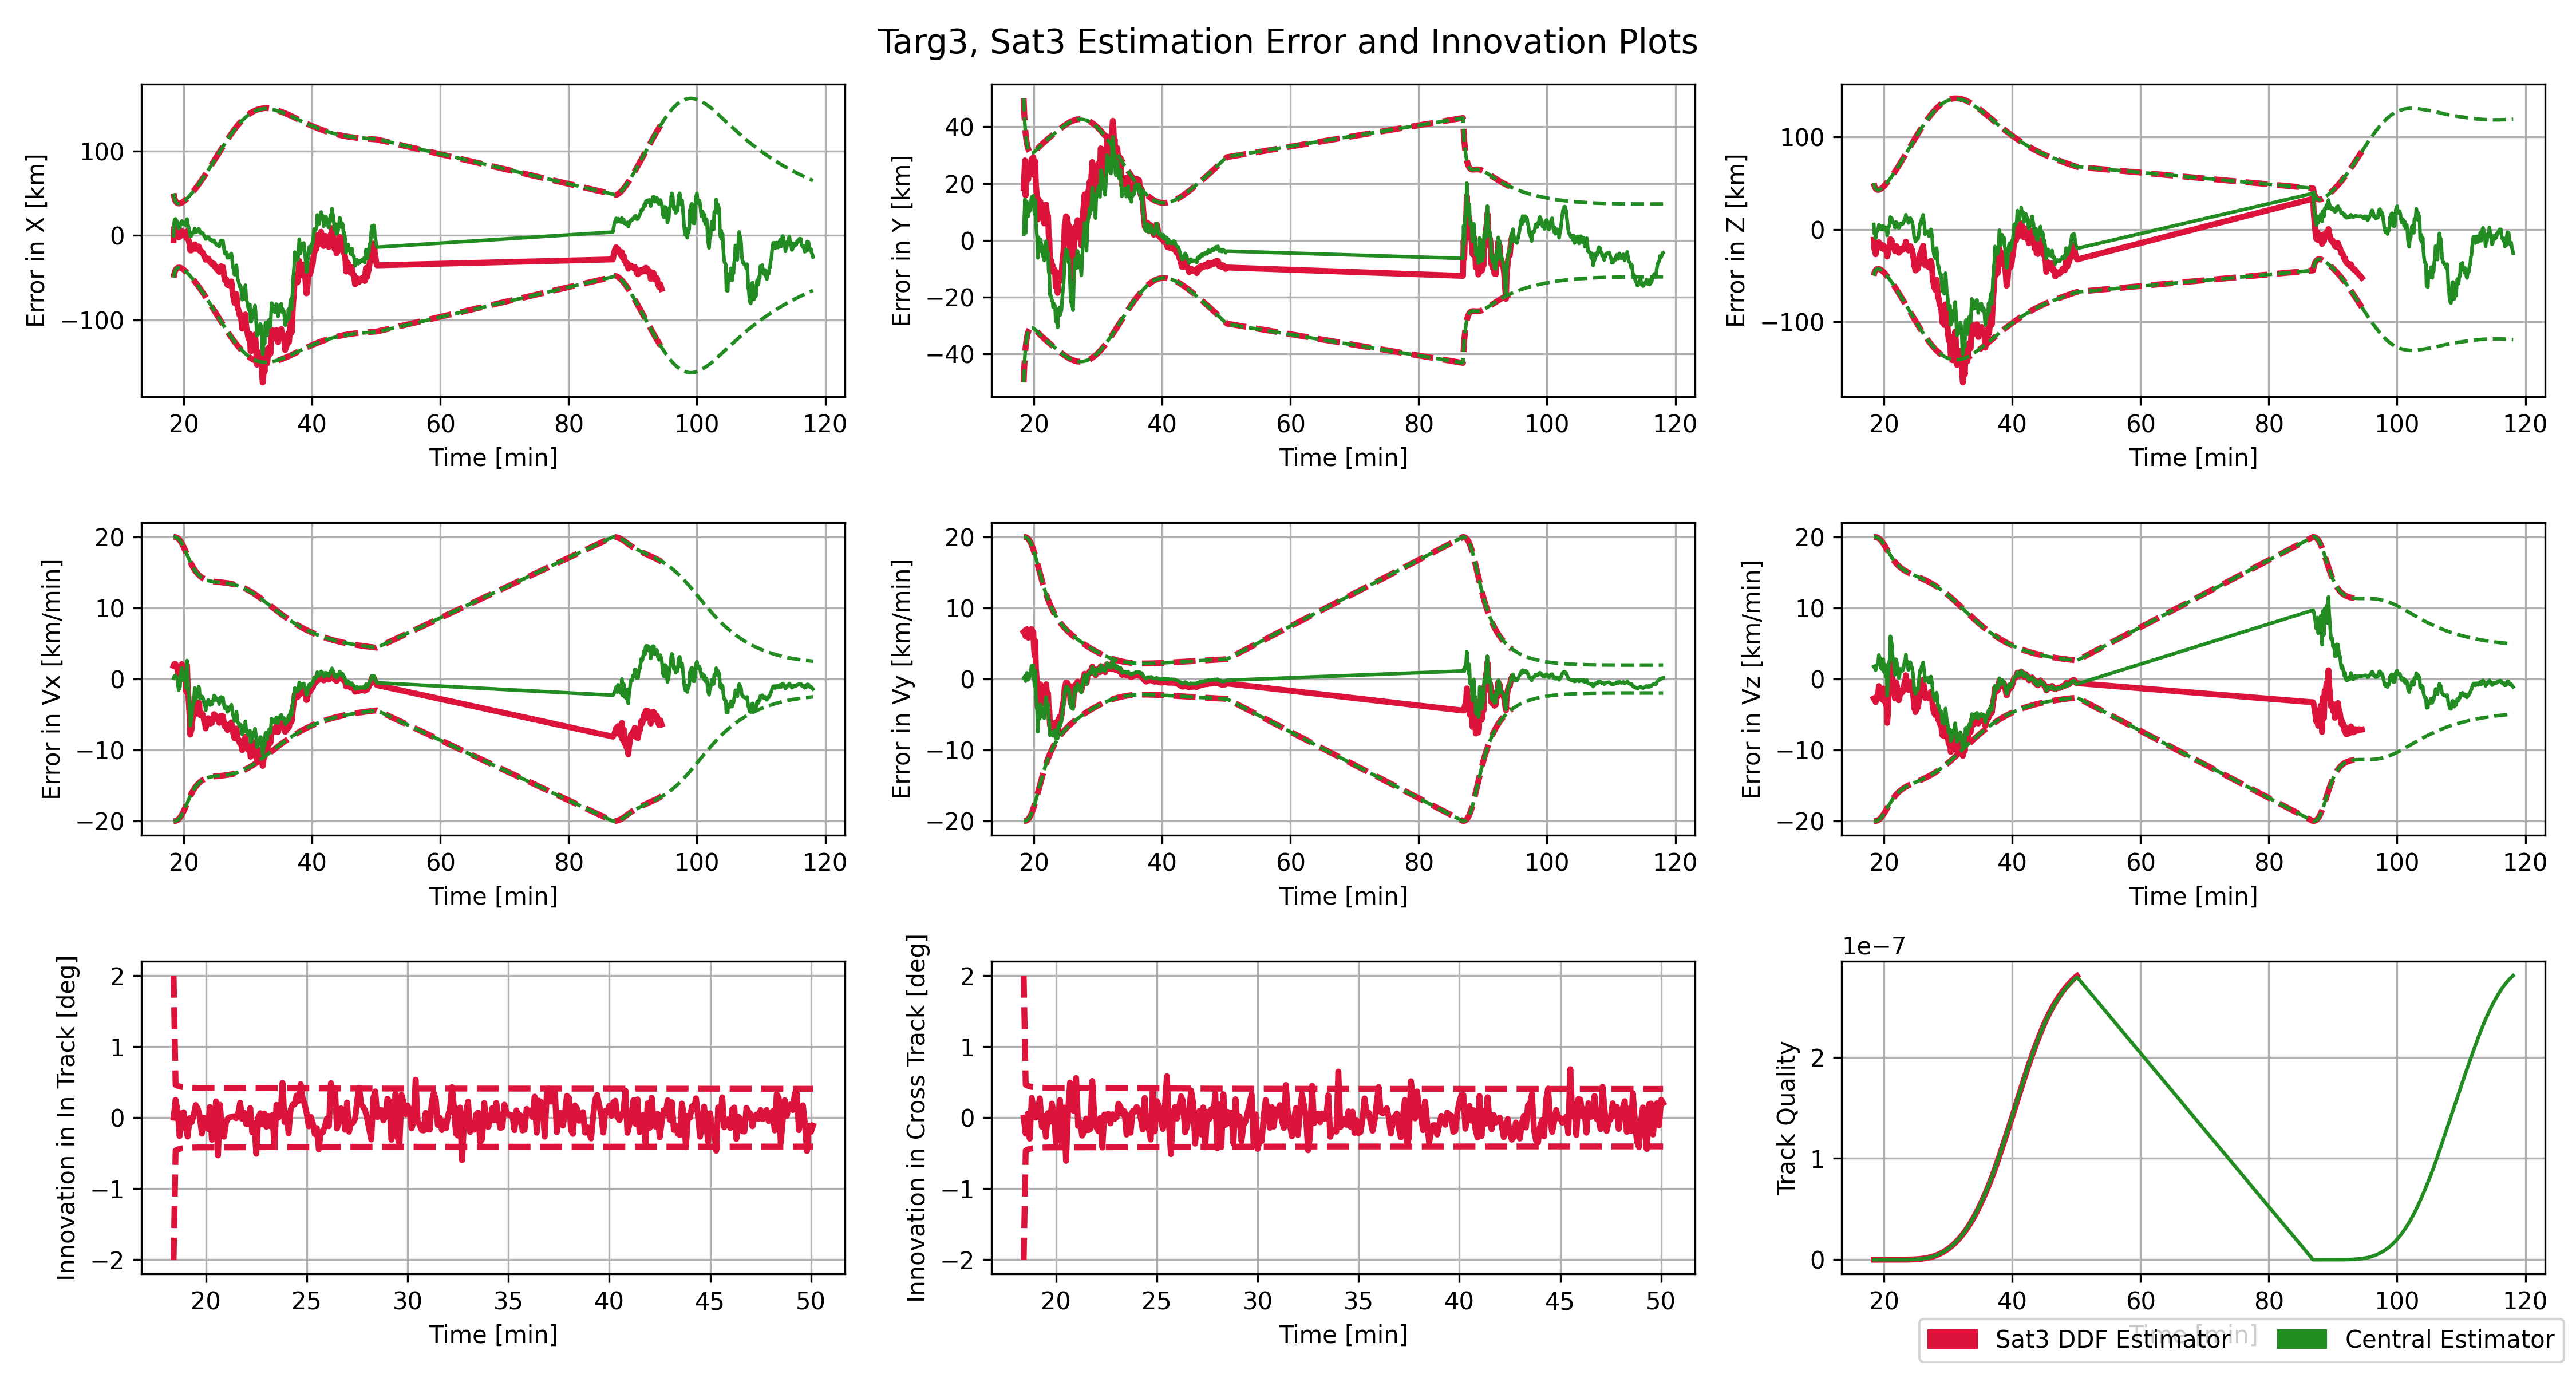 Targ3, Sat3 Estimation Error and Innovation Plots
Error in X [km]
100
0
−100
20 40 60 80 100 120
Time [min]
Error in Y [km]
40
20
0
−20
−40
20 40 60 80 100 120
Time [min]
Error in Z [km]
100
0
−100
20 40 60 80 100 120
Time [min]
Error in Vx [km/min]
20
10
0
−10
−20
20 40 60 80 100 120
Time [min]
Error in Vy [km/min]
20
10
0
−10
−20
20 40 60 80 100 120
Time [min]
Error in Vz [km/min]
20
10
0
−10
−20
20 40 60 80 100 120
Time [min]
Innovation in In Track [deg]
2
1
0
−1
−2
20 25 30 35 40 45 50
Time [min]
Innovation in Cross Track [deg]
2
1
0
−1
−2
20 25 30 35 40 45 50
Time [min]
1e−7
Track Quality
2
1
0
20 40 60 80 100 120
Time [min]
Sat3 DDF Estimator Central Estimator